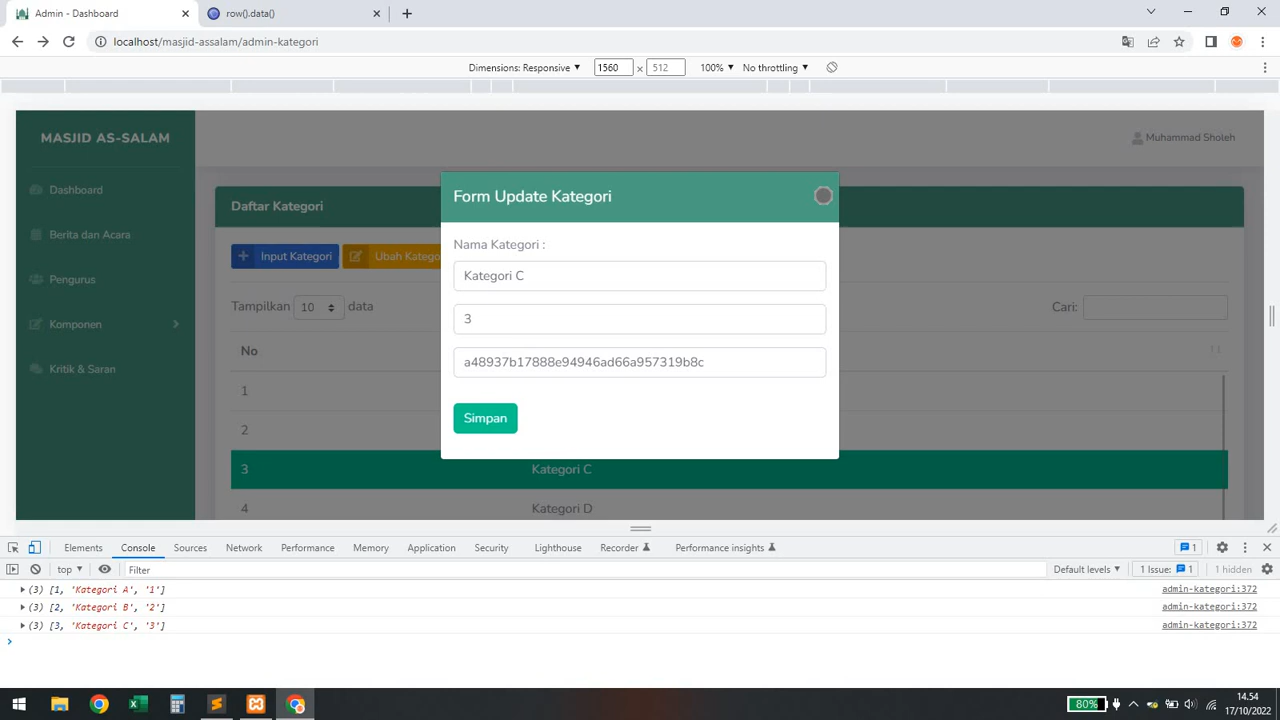 Admin - Dashboard
row().data()
localhost/masjid-assalam/admin-kategori
Dimensions: Responsive 1560 × 512 100% No throttling
MASJID AS-SALAM
Muhammad Sholeh
Form Update Kategori
Dashboard
Daftar Kategori
Berita dan Acara
Nama Kategori :
Input Kategori
Ubah Katego
Kategori C
Pengurus
Tampilkan 10 data
Cari:
3
Komponen
No
a48937b17888e94946ad66a957319b8c
Kritik & Saran
1
Simpan
2
3 Kategori C
4 Kategori D
Elements Console Sources Network Performance Memory Application Security Lighthouse Recorder Performance insights 1
top Filter Default levels 1 Issue: 1 1 hidden
(3) [1, 'Kategori A', '1'] admin-kategori:372
(3) [2, 'Kategori B', '2'] admin-kategori:372
(3) [3, 'Kategori C', '3'] admin-kategori:372
80%
14.54
17/10/2022